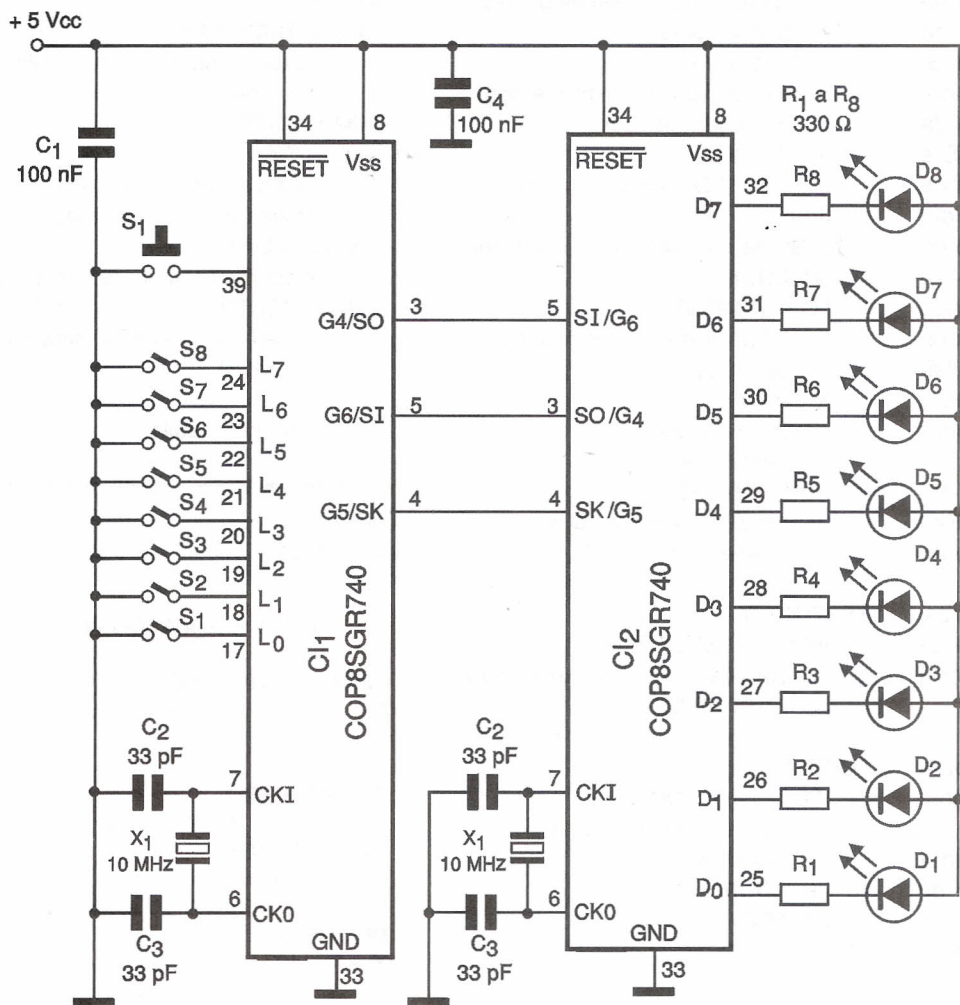 + 5 Vcc
C1
100 nF
C4
100 nF
R1 a R8
330 Ω
34
8
RESET
Vss
34
8
RESET
Vss
S1
39
G4/SO
3
5
SI/G6
G6/SI
5
3
SO/G4
G5/SK
4
4
SK/G5
S8
24
L7
S7
23
L6
S6
22
L5
S5
21
L4
S4
20
L3
S3
19
L2
S2
18
L1
S1
17
L0
CI1
COP8SGR740
CI2
COP8SGR740
D7
32
R8
D8
D6
31
R7
D7
D5
30
R6
D6
D4
29
R5
D5
D3
28
R4
D4
D2
27
R3
D3
D1
26
R2
D2
D0
25
R1
D1
C2
33 pF
7
CKI
X1
10 MHz
6
CK0
C3
33 pF
GND
33
C2
33 pF
7
CKI
X1
10 MHz
6
CK0
C3
33 pF
GND
33